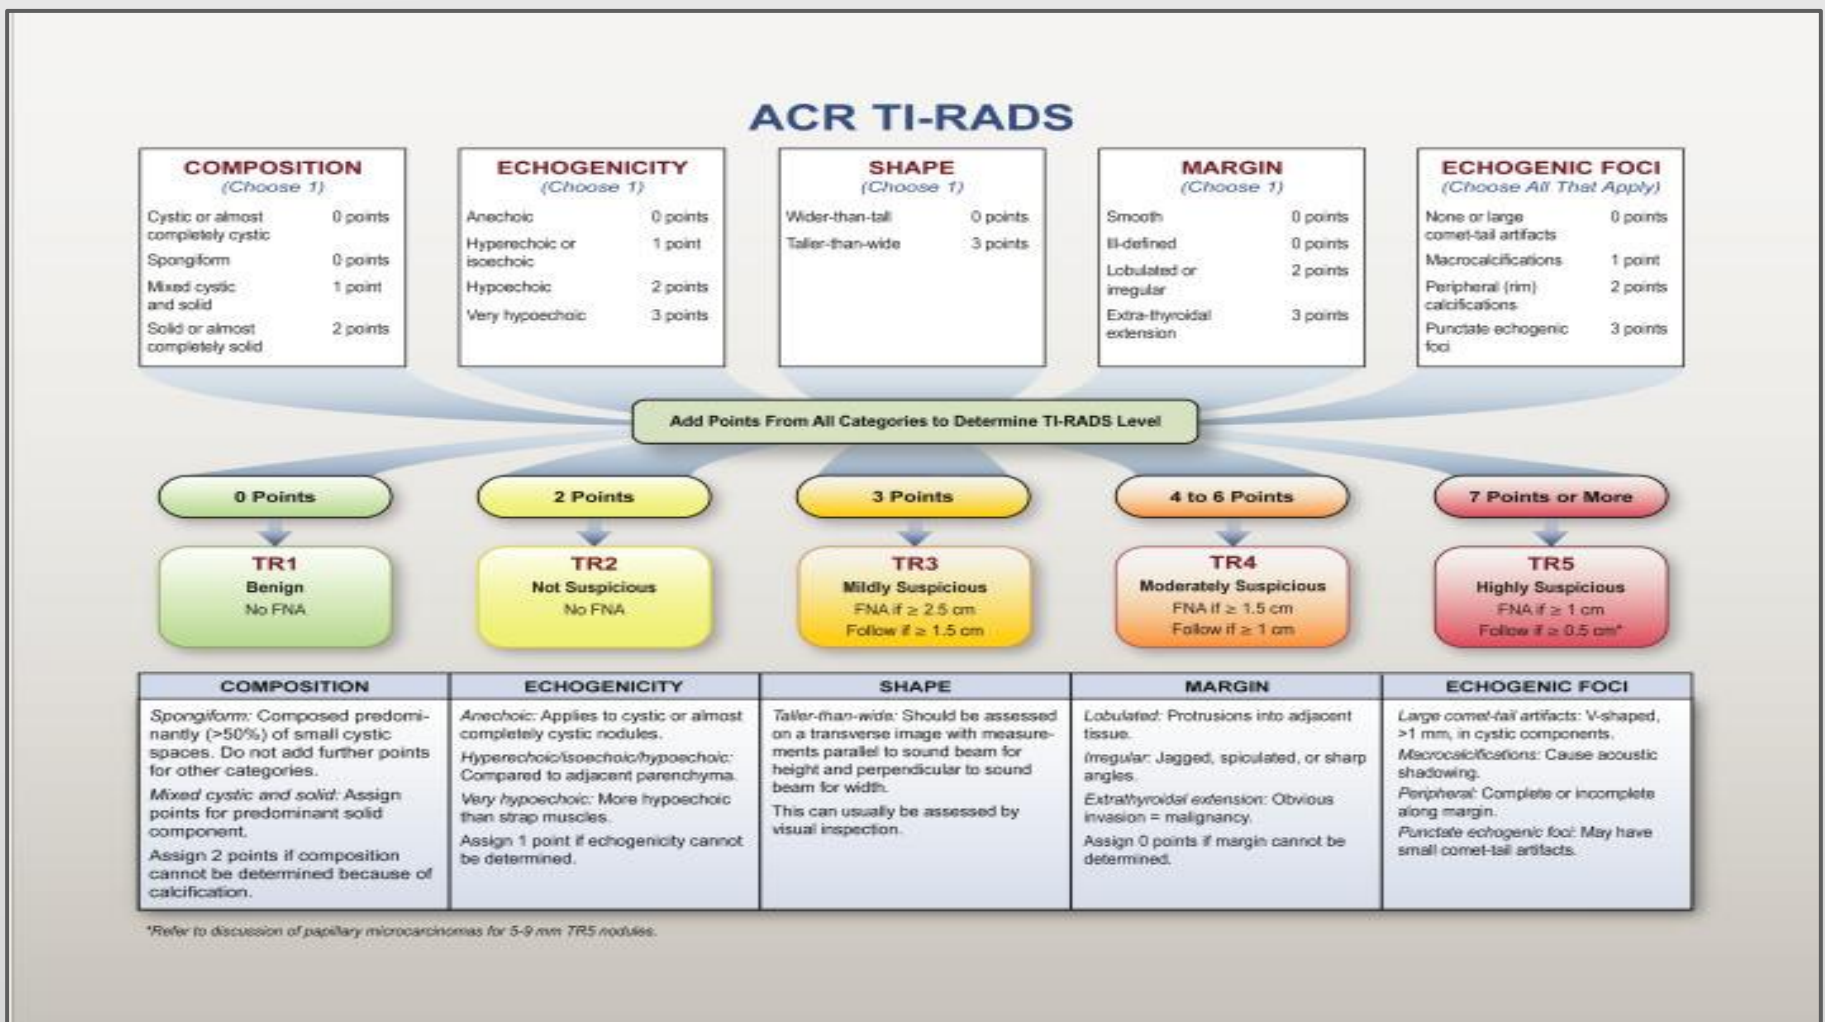 ACR TI-RADS
COMPOSITION
(Choose 1)
Cystic or almost 0 points
completely cystic
Spongiform 0 points
Mixed cystic 1 point
and solid
Solid or almost 2 points
completely solid
ECHOGENICITY
(Choose 1)
Anechoic 0 points
Hyperechoic or 1 point
isoechoic
Hypoechoic 2 points
Very hypoechoic 3 points
SHAPE
(Choose 1)
Wider-than-tall 0 points
Taller-than-wide 3 points
MARGIN
(Choose 1)
Smooth 0 points
Ill-defined 0 points
Lobulated or 2 points
irregular
Extra-thyroidal 3 points
extension
ECHOGENIC FOCI
(Choose All That Apply)
None or large 0 points
comet-tail artifacts
Macrocalcifications 1 point
Peripheral (rim) 2 points
calcifications
Punctate echogenic 3 points
foci
Add Points From All Categories to Determine TI-RADS Level
0 Points
2 Points
3 Points
4 to 6 Points
7 Points or More
TR1
Benign
No FNA
TR2
Not Suspicious
No FNA
TR3
Mildly Suspicious
FNA if ≥ 2.5 cm
Follow if ≥ 1.5 cm
TR4
Moderately Suspicious
FNA if ≥ 1.5 cm
Follow if ≥ 1 cm
TR5
Highly Suspicious
FNA if ≥ 1 cm
Follow if ≥ 0.5 cm*
COMPOSITION
Spongiform: Composed predomi-
nantly (>50%) of small cystic
spaces. Do not add further points
for other categories.
Mixed cystic and solid: Assign
points for predominant solid
component.
Assign 2 points if composition
cannot be determined because of
calcification.
ECHOGENICITY
Anechoic: Applies to cystic or almost
completely cystic nodules.
Hyperechoic/isoechoic/hypoechoic:
Compared to adjacent parenchyma.
Very hypoechoic: More hypoechoic
than strap muscles.
Assign 1 point if echogenicity cannot
be determined.
SHAPE
Taller-than-wide: Should be assessed
on a transverse image with measure-
ments parallel to sound beam for
height and perpendicular to sound
beam for width.
This can usually be assessed by
visual inspection.
MARGIN
Lobulated: Protrusions into adjacent
tissue.
Irregular: Jagged, spiculated, or sharp
angles.
Extrathyroidal extension: Obvious
invasion = malignancy.
Assign 0 points if margin cannot be
determined.
ECHOGENIC FOCI
Large comet-tail artifacts: V-shaped,
>1 mm, in cystic components.
Macrocalcifications: Cause acoustic
shadowing.
Peripheral: Complete or incomplete
along margin.
Punctate echogenic foci: May have
small comet-tail artifacts.
*Refer to discussion of papillary microcarcinomas for 5-9 mm TR5 nodules.